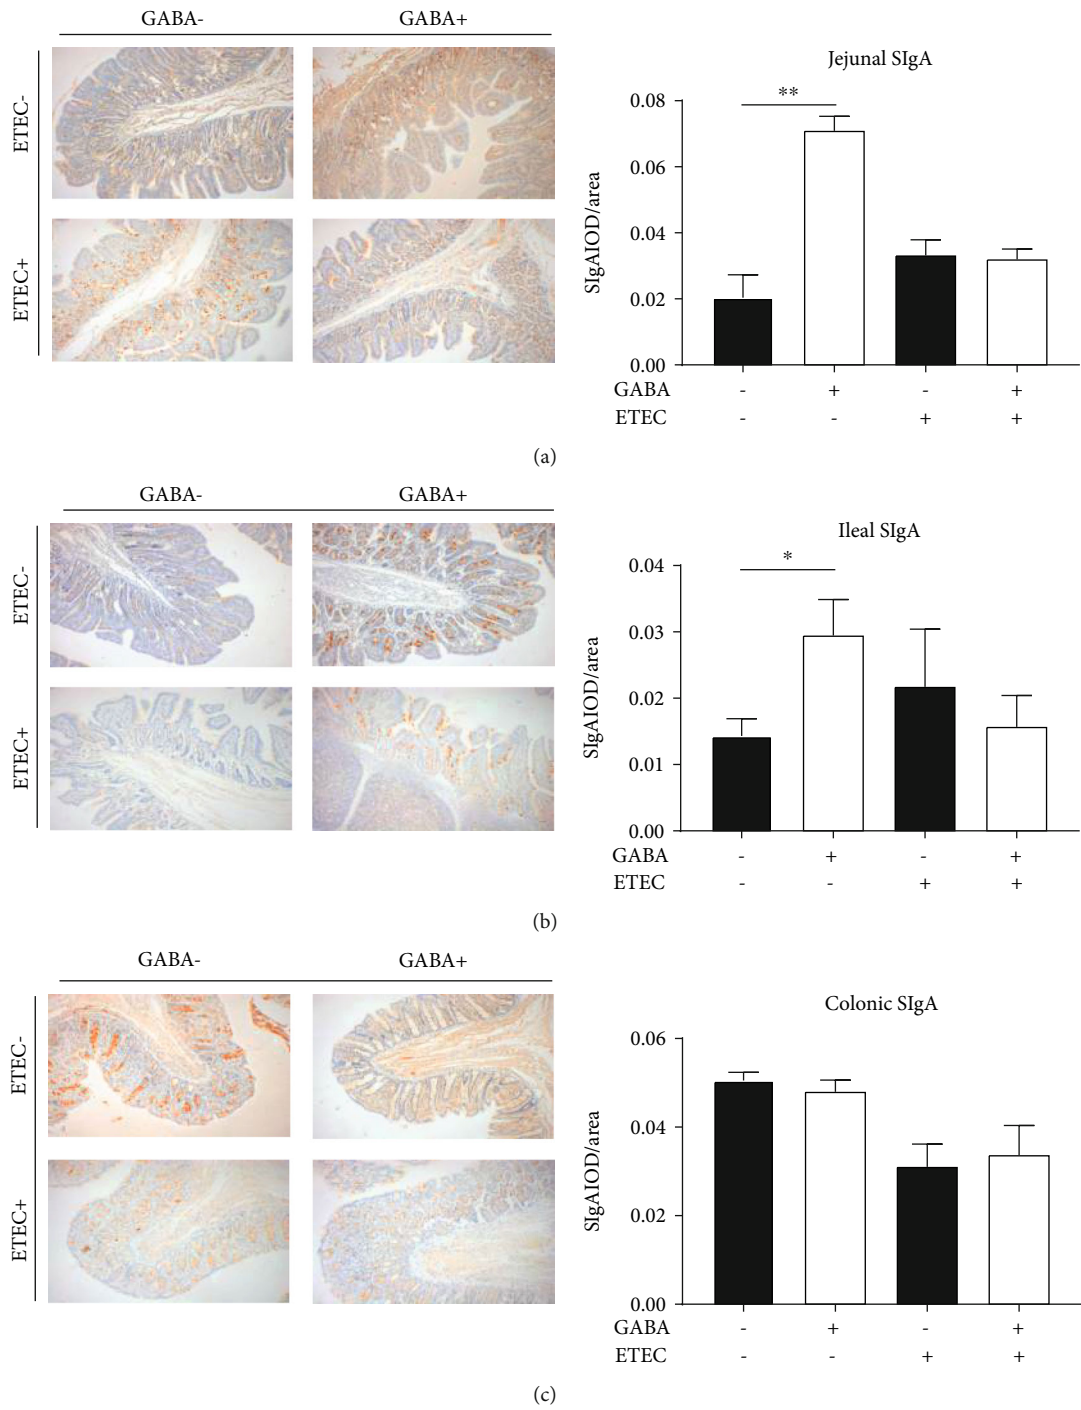 GABA- GABA+
ETEC-
ETEC+
Jejunal SIgA
**
SIgAIOD/area
0.08
0.06
0.04
0.02
0.00
GABA - + - +
ETEC - - + +
(a)
GABA- GABA+
ETEC-
ETEC+
Ileal SIgA
*
SIgAIOD/area
0.04
0.03
0.02
0.01
0.00
GABA - + - +
ETEC - - + +
(b)
GABA- GABA+
ETEC-
ETEC+
Colonic SIgA
SIgAIOD/area
0.06
0.04
0.02
0.00
GABA - + - +
ETEC - - + +
(c)